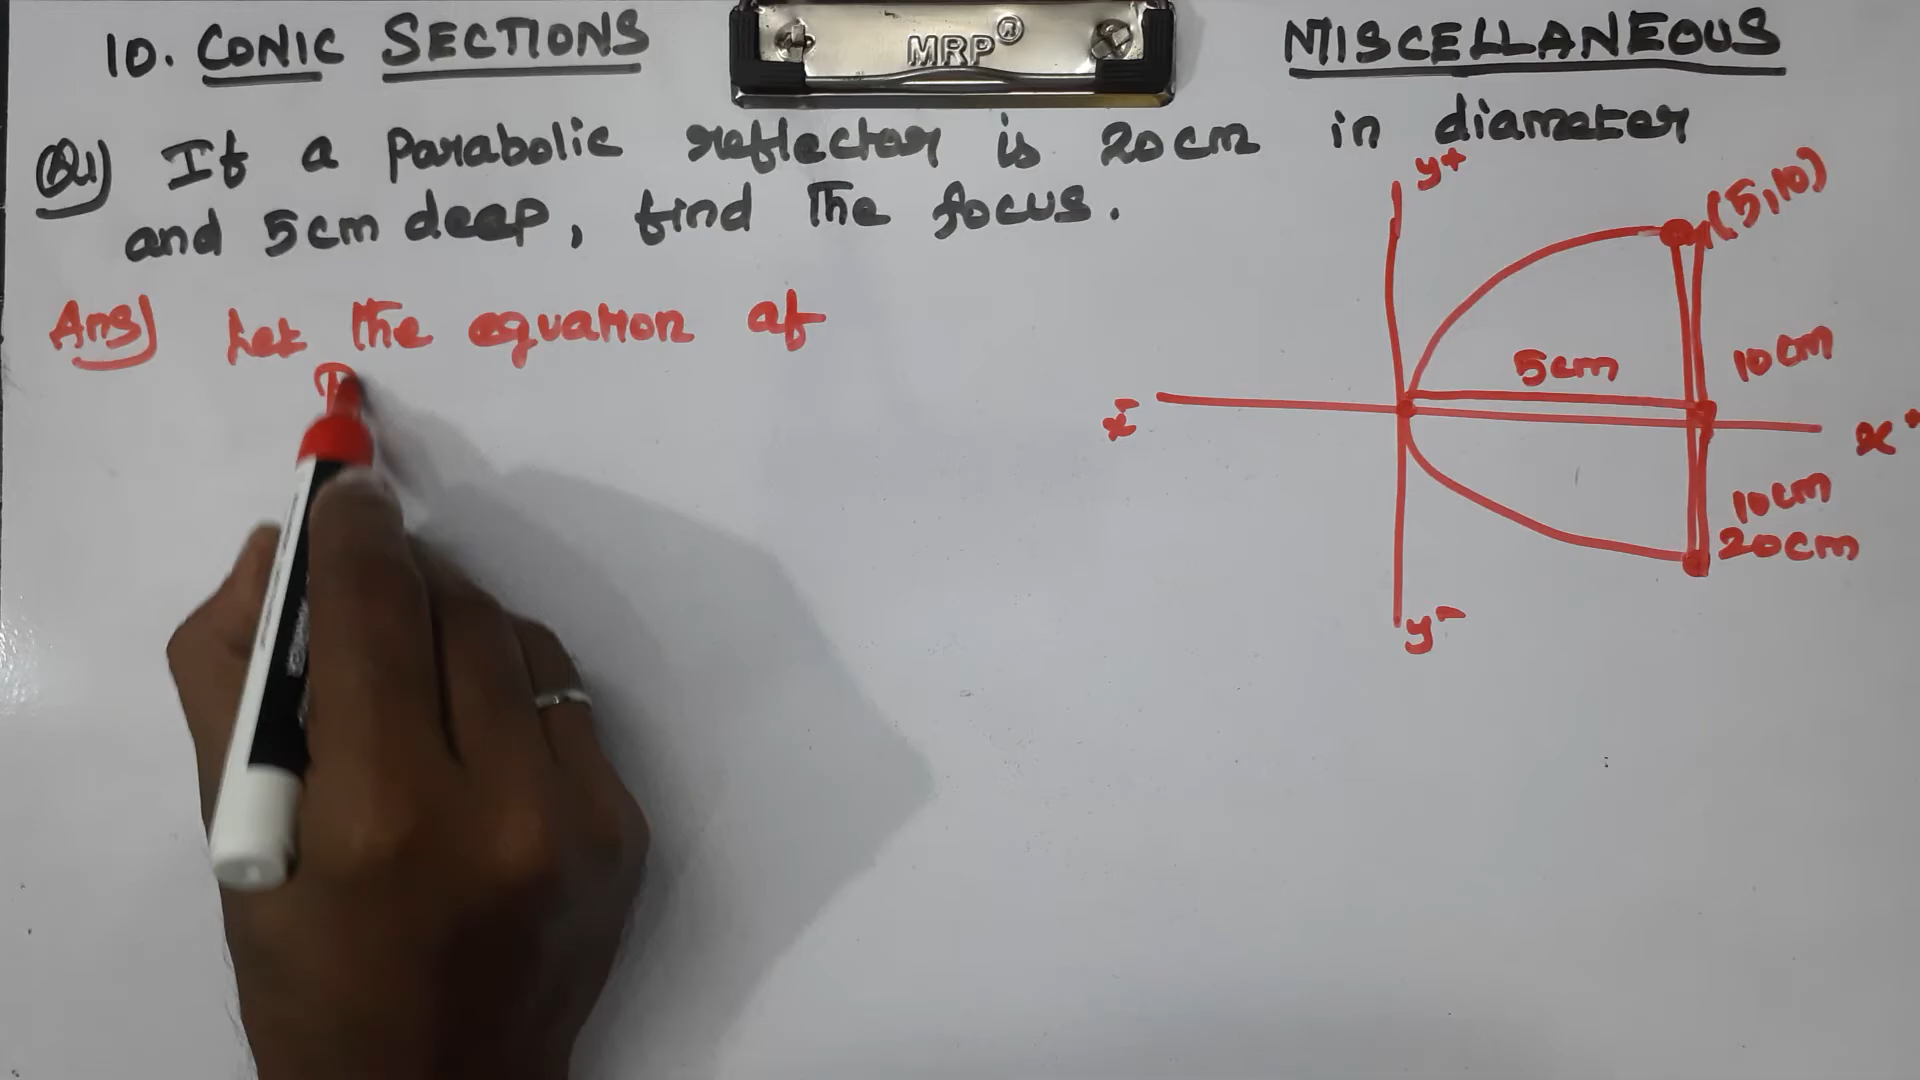 10. CONIC SECTIONS
MRP®
MISCELLANEOUS
Q1) If a parabolic reflector is 20cm in diameter
and 5cm deep, find the focus.
Ans) Let the equation of
y+
(5,10)
5cm
10cm
x-
x+
10cm
20cm
y-